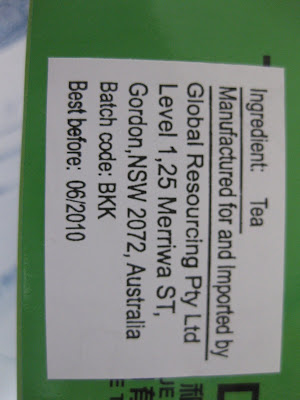 Ingredient: Tea
Manufactured for and Imported by
Global Resourcing Pty Ltd
Level 1,25 Merriwa ST,
Gordon,NSW 2072, Australia
Batch code: BKK
Best before: 06/2010